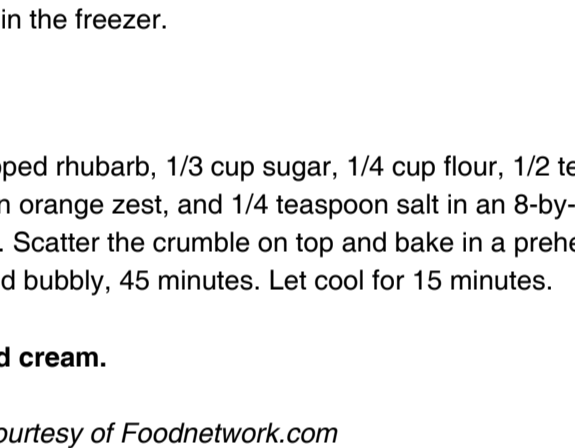 in the freezer.
ped rhubarb, 1/3 cup sugar, 1/4 cup flour, 1/2 te
n orange zest, and 1/4 teaspoon salt in an 8-by-
. Scatter the crumble on top and bake in a prehe
d bubbly, 45 minutes. Let cool for 15 minutes.
d cream.
ourtesy of Foodnetwork.com